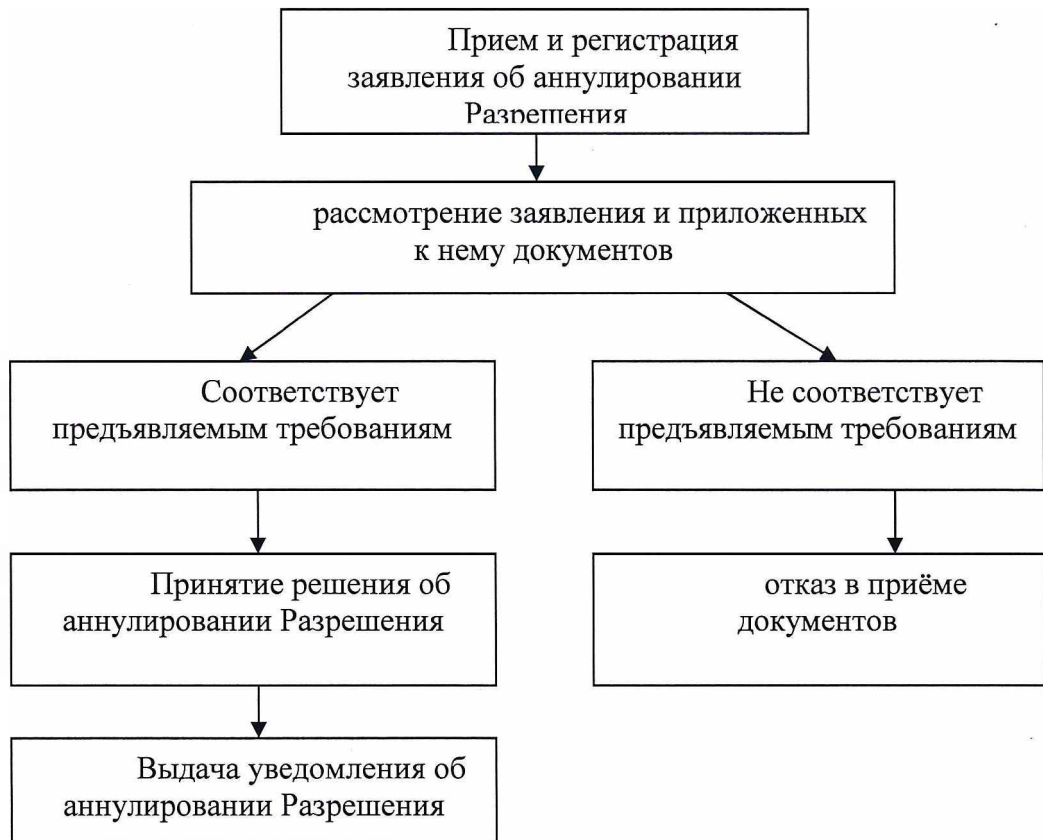 Прием и регистрация
заявления об аннулировании
Разрешения
рассмотрение заявления и приложенных
к нему документов
Соответствует
предъявляемым требованиям
Не соответствует
предъявляемым требованиям
Принятие решения об
аннулировании Разрешения
отказ в приёме
документов
Выдача уведомления об
аннулировании Разрешения